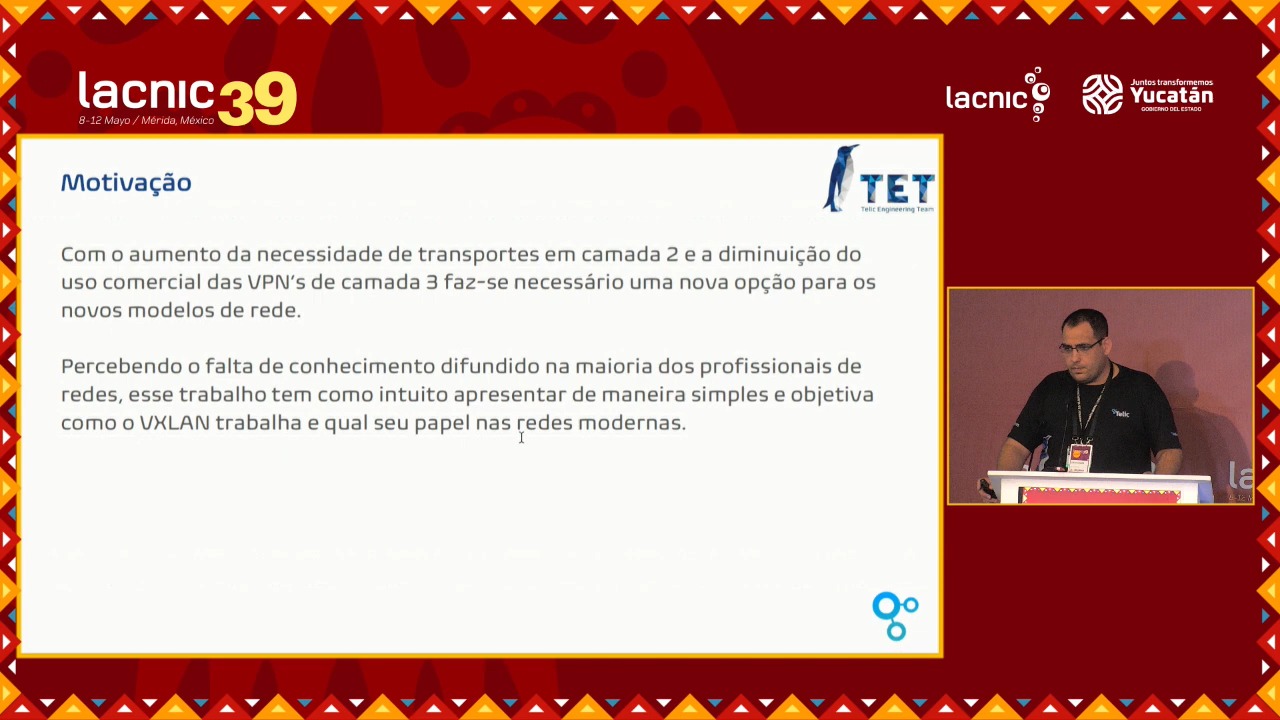 lacnic 39
8-12 Mayo / Mérida, México
lacnic
Juntos transformemos
Yucatán
GOBIERNO DEL ESTADO
Motivação
TET
Telic Engineering Team
Com o aumento da necessidade de transportes em camada 2 e a diminuição do
uso comercial das VPN’s de camada 3 faz-se necessário uma nova opção para os
novos modelos de rede.
Percebendo o falta de conhecimento difundido na maioria dos profissionais de
redes, esse trabalho tem como intuito apresentar de maneira simples e objetiva
como o VXLAN trabalha e qual seu papel nas redes modernas.
Telic